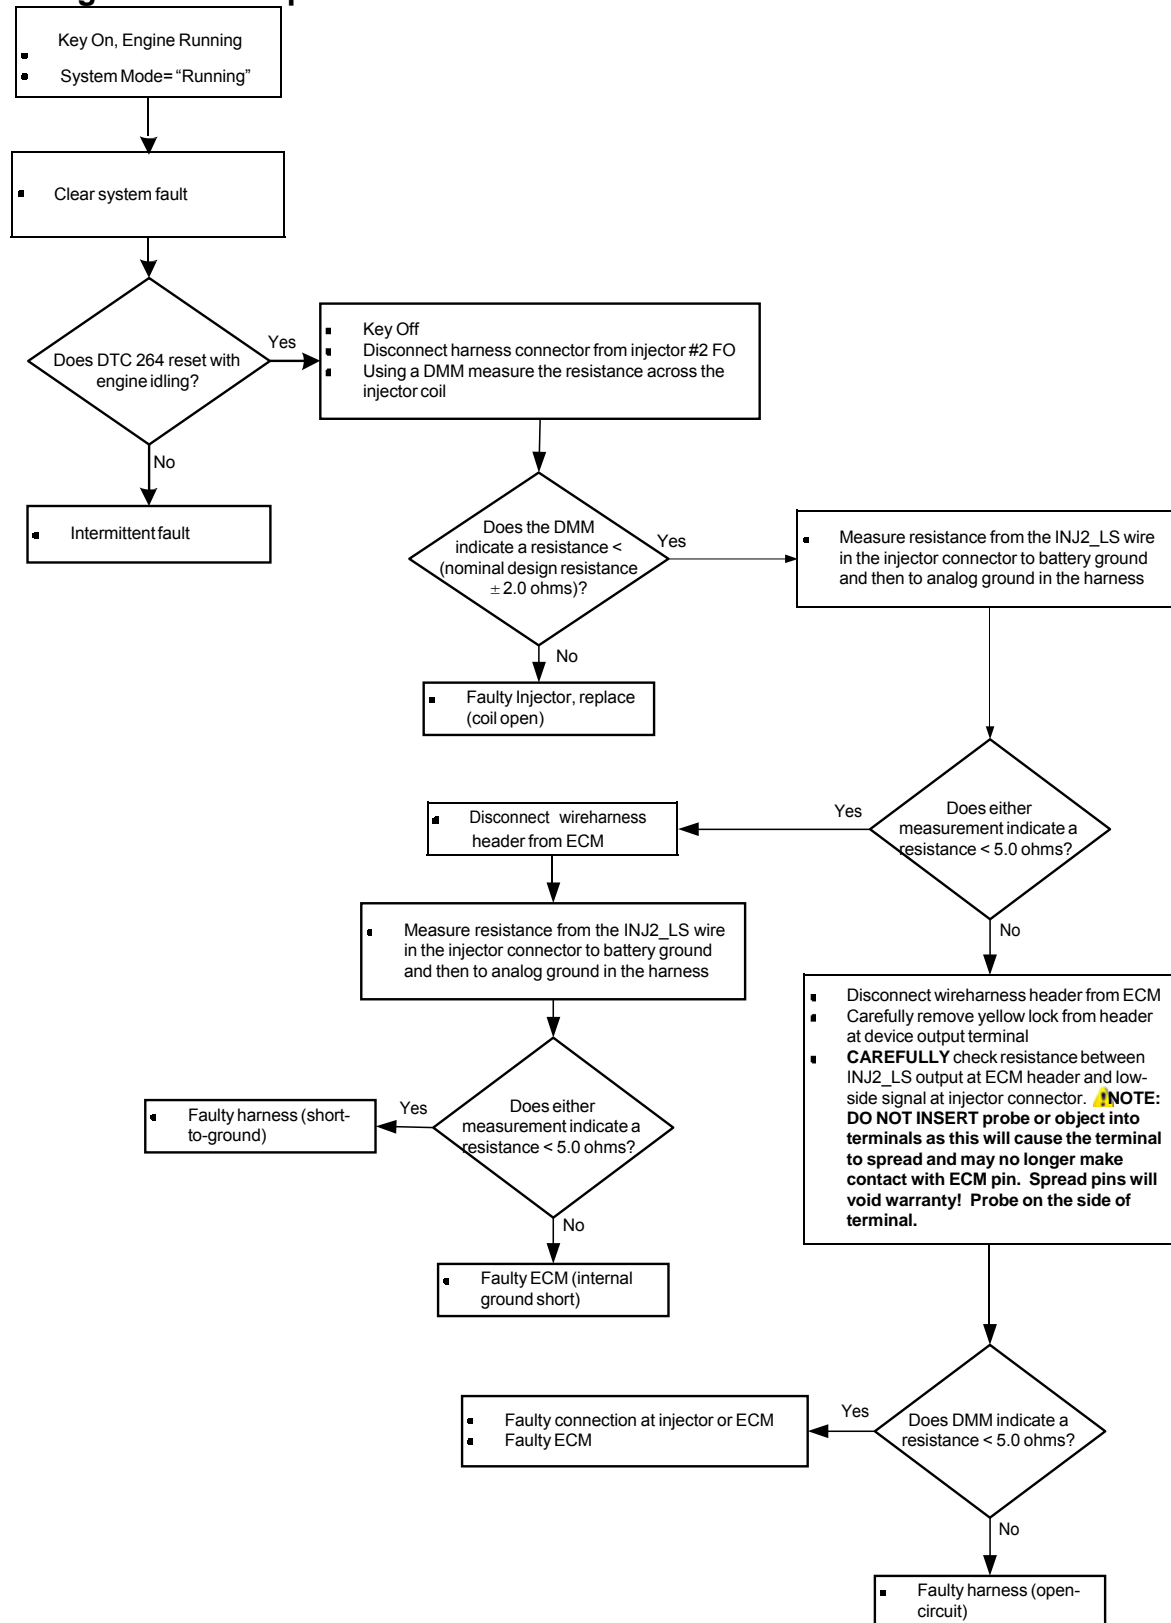 Key On, Engine Running
System Mode= “Running”
Clear system fault
Does DTC 264 reset with
engine idling?
Yes
No
Intermittent fault
Key Off
Disconnect harness connector from injector #2 FO
Using a DMM measure the resistance across the
injector coil
Does the DMM
indicate a resistance <
(nominal design resistance
± 2.0 ohms)?
Yes
No
Faulty Injector, replace
(coil open)
Measure resistance from the INJ2_LS wire
in the injector connector to battery ground
and then to analog ground in the harness
Does either
measurement indicate a
resistance < 5.0 ohms?
Yes
No
Disconnect wireharness
header from ECM
Measure resistance from the INJ2_LS wire
in the injector connector to battery ground
and then to analog ground in the harness
Does either
measurement indicate a
resistance < 5.0 ohms?
Yes
No
Faulty harness (short-
to-ground)
Faulty ECM (internal
ground short)
Disconnect wireharness header from ECM
Carefully remove yellow lock from header
at device output terminal
CAREFULLY check resistance between
INJ2_LS output at ECM header and low-
side signal at injector connector. NOTE:
DO NOT INSERT probe or object into
terminals as this will cause the terminal
to spread and may no longer make
contact with ECM pin. Spread pins will
void warranty! Probe on the side of
terminal.
Does DMM indicate a
resistance < 5.0 ohms?
Yes
No
Faulty connection at injector or ECM
Faulty ECM
Faulty harness (open-
circuit)